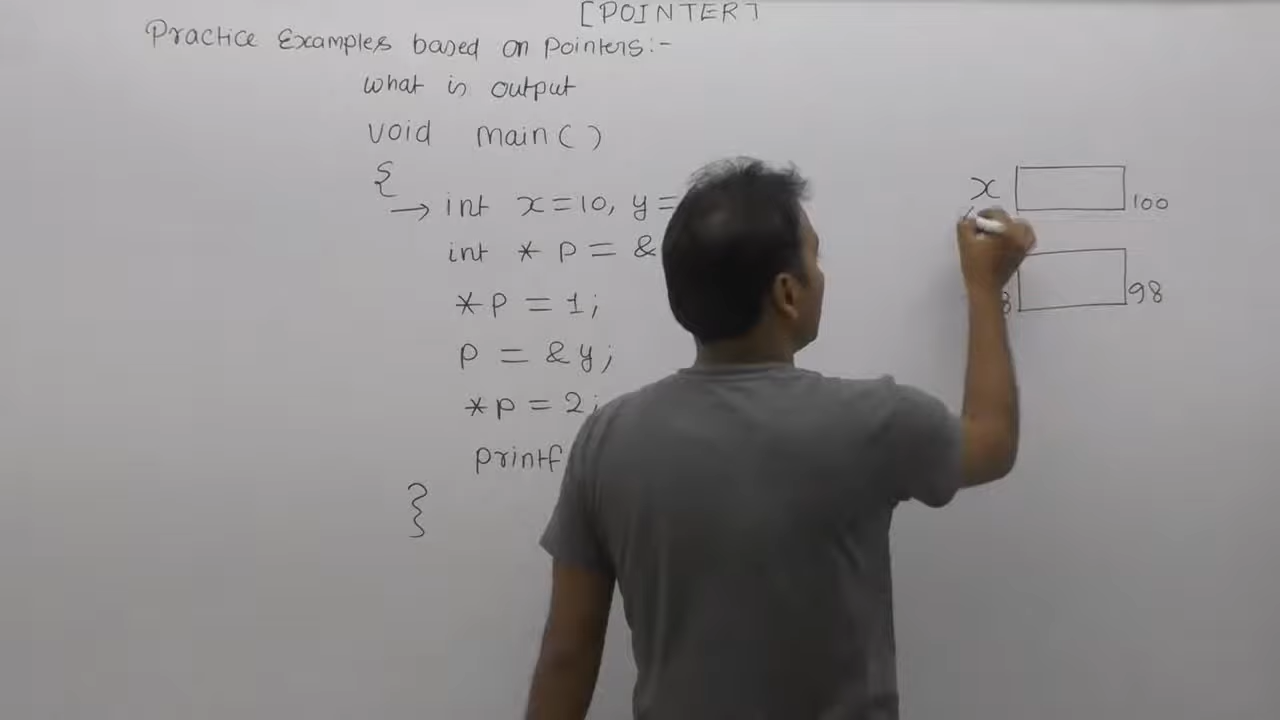 [POINTER]
Practice Examples based on pointers:-
what is output
void main()
{
→ int x=10, y=
int * p = &
*p = 1;
p = &y;
*p = 2;
printf
}
x 100
8 98